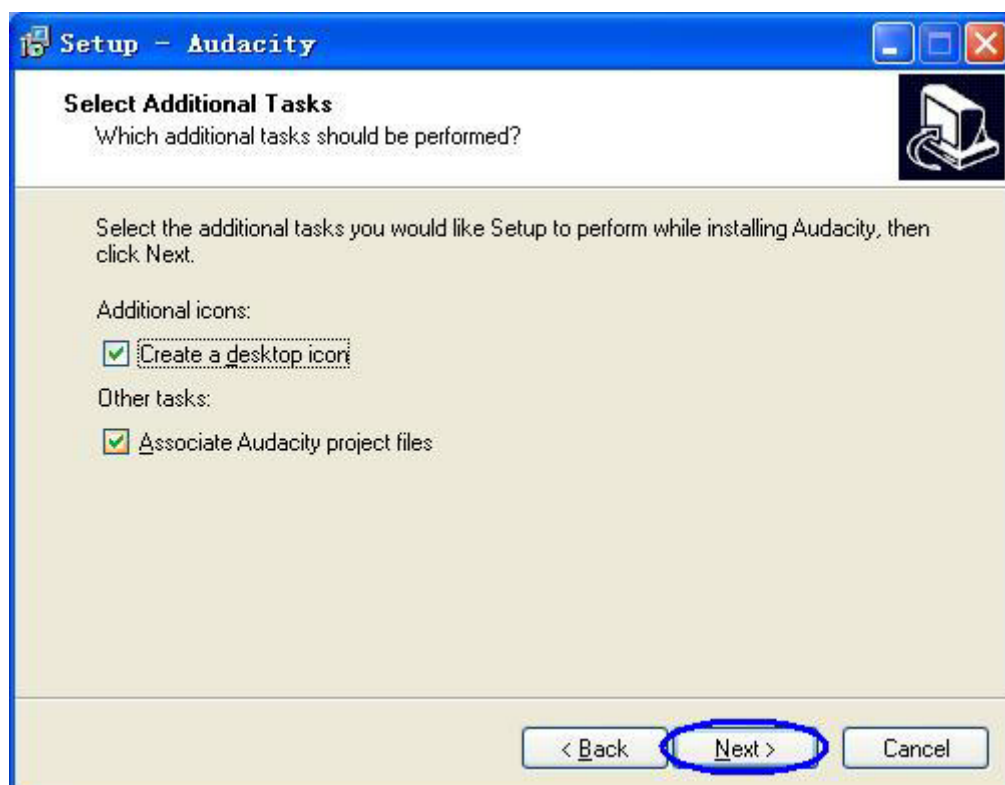 Setup - Audacity
Select Additional Tasks
Which additional tasks should be performed?
Select the additional tasks you would like Setup to perform while installing Audacity, then
click Next.
Additional icons:
Create a desktop icon
Other tasks:
Associate Audacity project files
< Back Next > Cancel